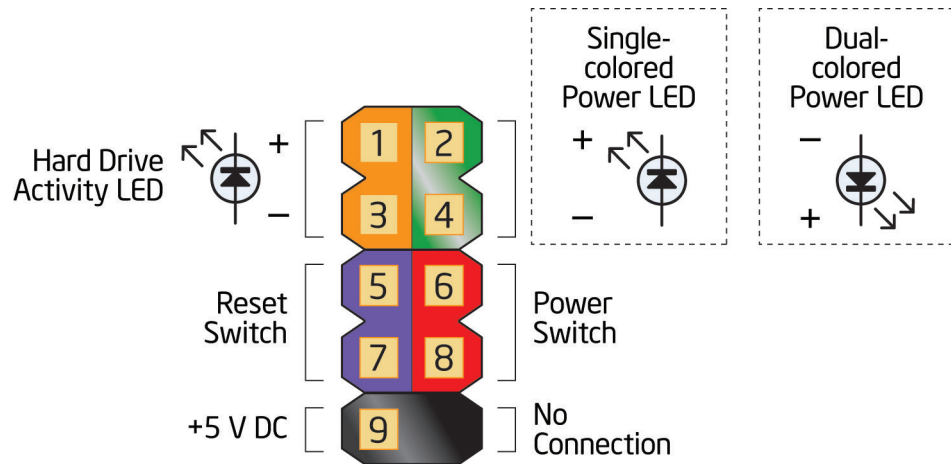 Single-
colored
Power LED
Dual-
colored
Power LED
Hard Drive
Activity LED
+
−
1 2
3 4
+
−
−
+
Reset
Switch
5 6
7 8
Power
Switch
+5 V DC
9
No
Connection